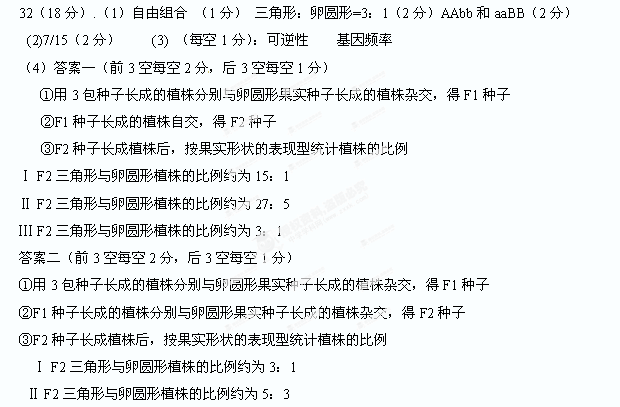 32(18分).(1)自由组合 (1分) 三角形:卵圆形=3:1(2分)AAbb和aaBB(2分)
(2)7/15(2分) (3) (每空1分):可逆性 基因频率
(4)答案一(前3空每空2分,后3空每空1分)
①用3包种子长成的植株分别与卵圆形果实种子长成的植株杂交,得F1种子
②F1种子长成的植株自交,得F2种子
③F2种子长成植株后,按果实形状的表现型统计植株的比例
Ⅰ F2三角形与卵圆形植株的比例约为15:1
Ⅱ F2三角形与卵圆形植株的比例约为27:5
III F2三角形与卵圆形植株的比例约为3:1
答案二(前3空每空2分,后3空每空1分)
①用3包种子长成的植株分别与卵圆形果实种子长成的植株杂交,得F1种子
②F1种子长成的植株分别与卵圆形果实种子长成的植株杂交,得F2种子
③F2种子长成植株后,按果实形状的表现型统计植株的比例
Ⅰ F2三角形与卵圆形植株的比例约为3:1
Ⅱ F2三角形与卵圆形植株的比例约为5:3